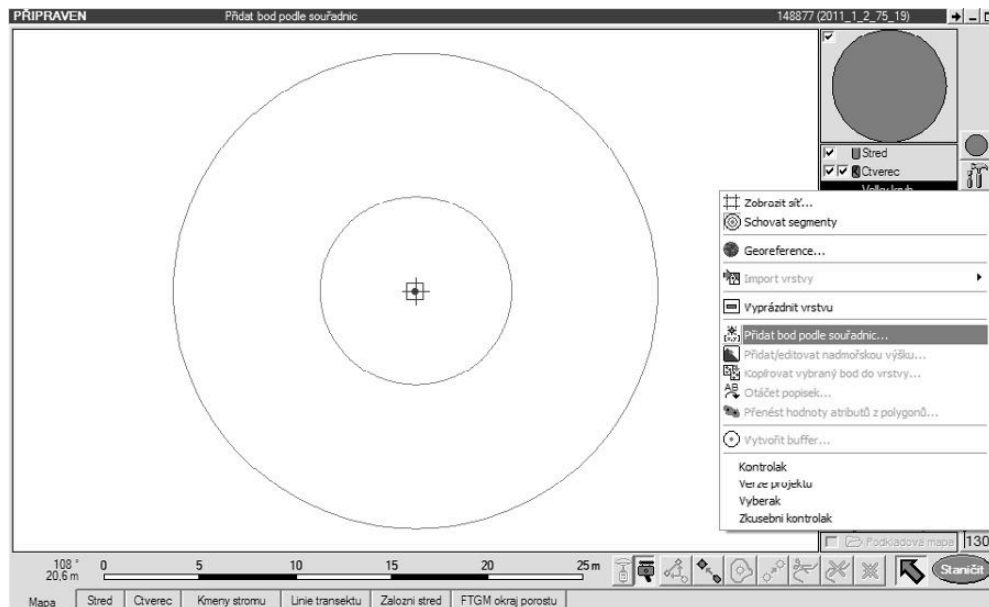 PŘIPRAVEN Přidat bod podle souřadnic 148877 (2011_1_2_75_19)
Stred
Ctverec
Velky kruh
Zobrazit síť...
Schovat segmenty
Georeference...
Import vrstvy
Vyprázdnit vrstvu
Přidat bod podle souřadnic...
Přidat/editovat nadmořskou výšku...
Kopírovat vybraný bod do vrstvy...
Otáčet popisek...
Přenést hodnoty atributů z polygonů...
Vytvořit buffer...
Kontrolak
Verze projektu
Vyberak
Zkusebni kontrolak
Podkladová mapa 130
108 ° 0 5 10 15 20 25 m
20,6 m
Staničit
Mapa Stred Ctverec Kmeny stromu Linie transektu Zalozni stred FTGM okraj porostu